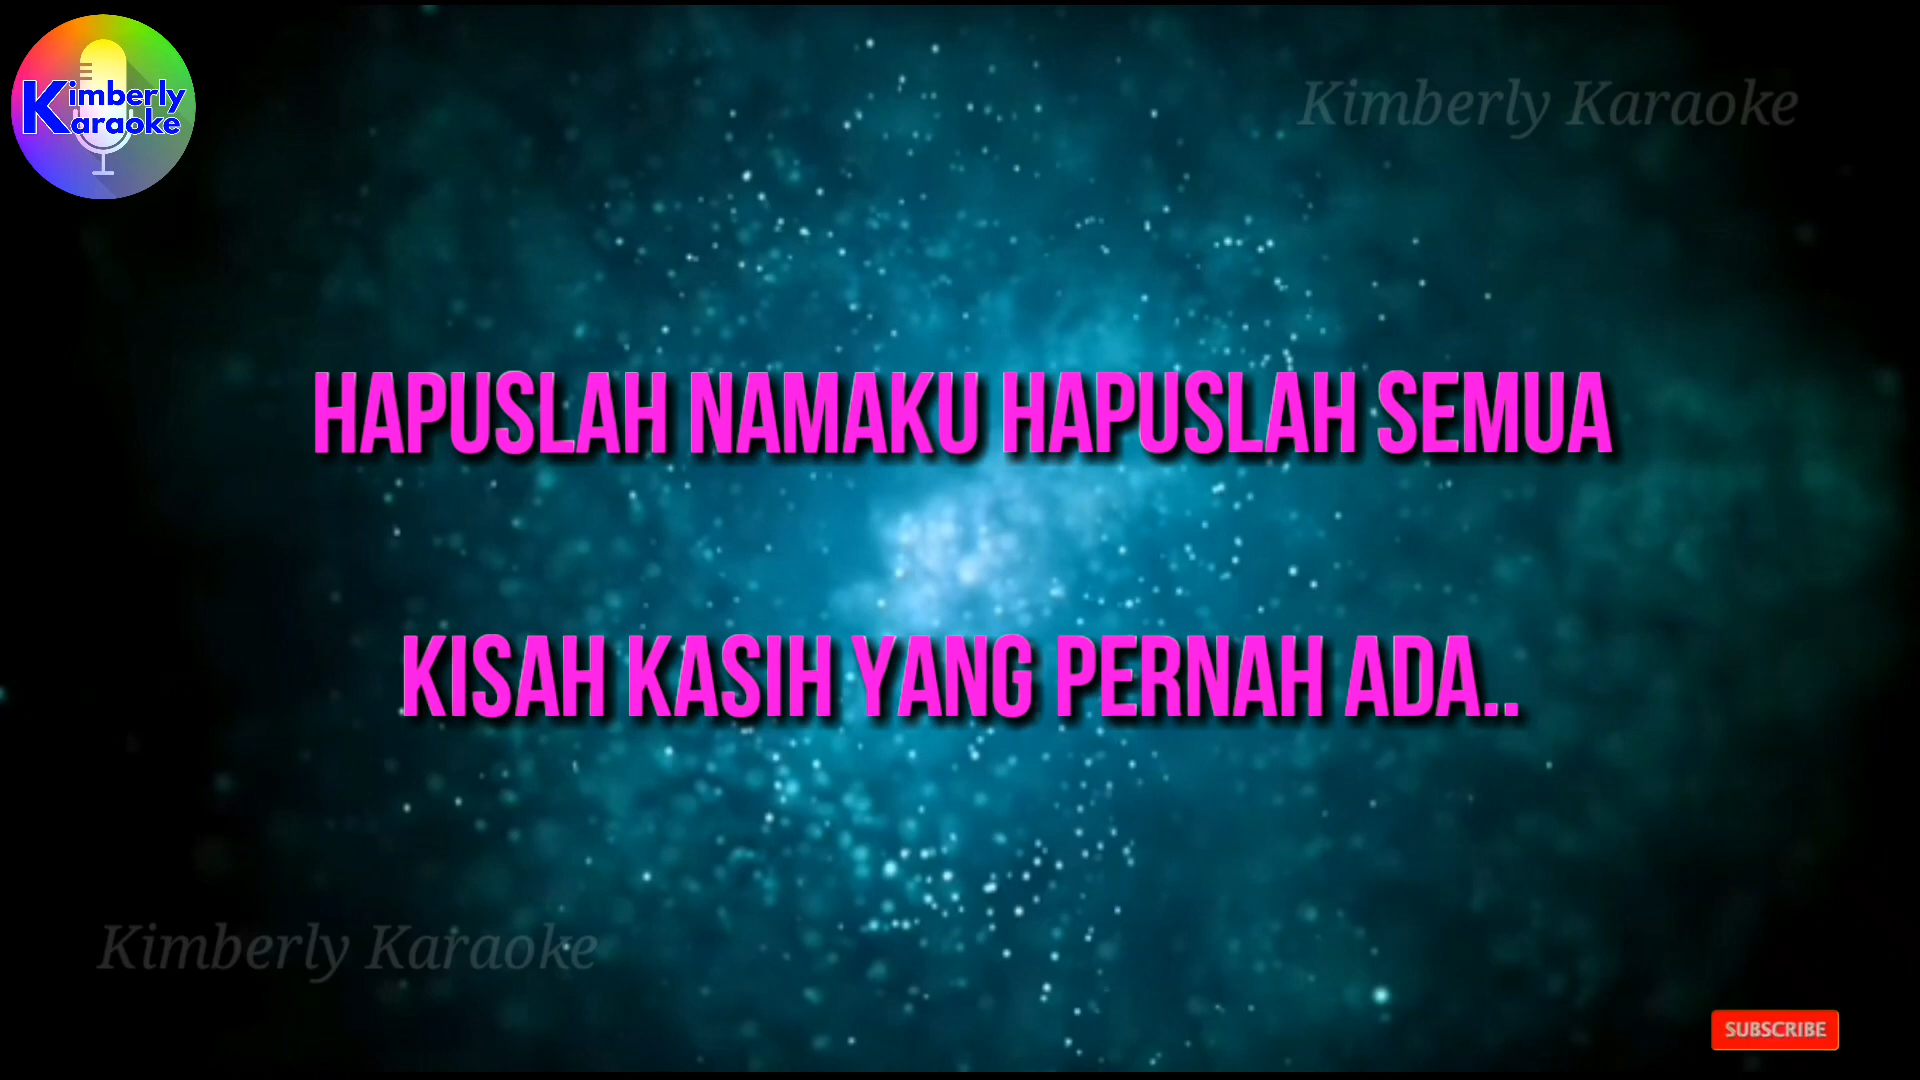 Kimberly
Karaoke
Kimberly Karaoke
HAPUSLAH NAMAKU HAPUSLAH SEMUA
KISAH KASIH YANG PERNAH ADA..
Kimberly Karaoke
SUBSCRIBE